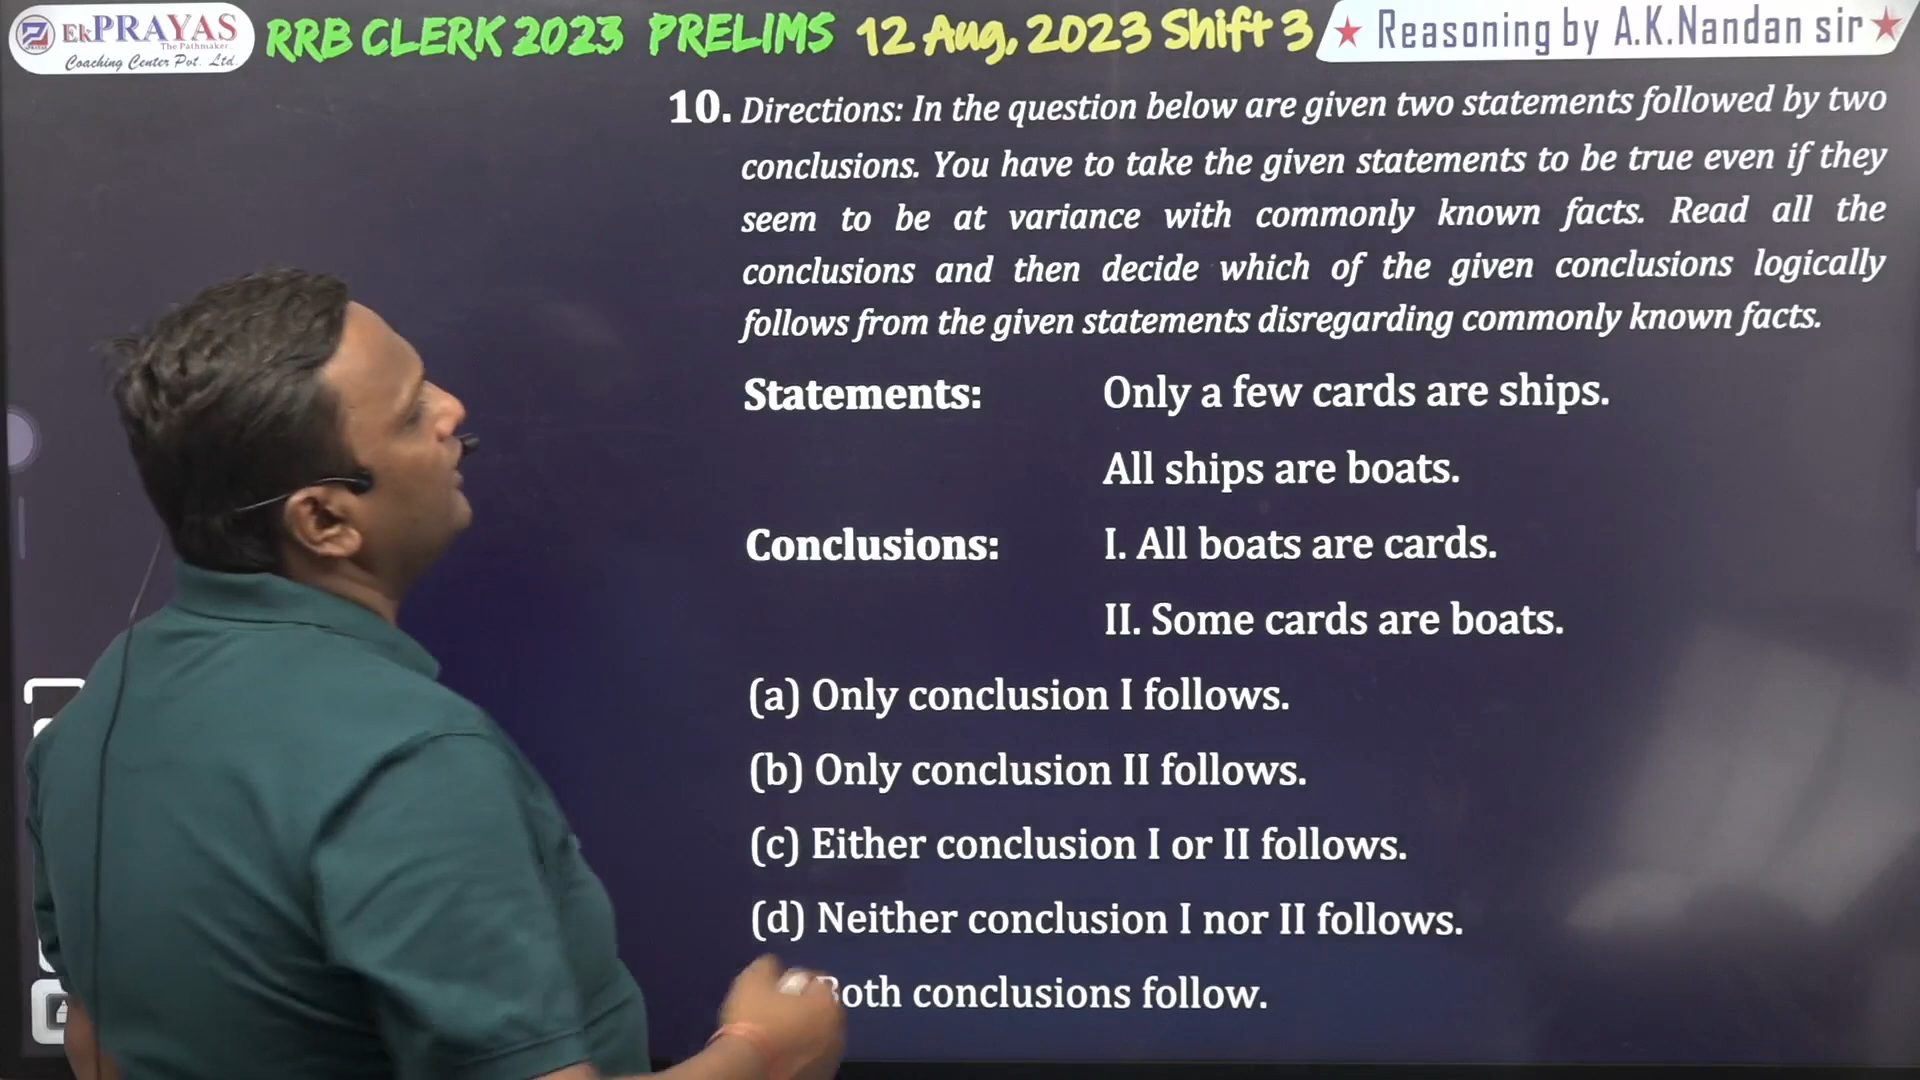 EkPRAYAS
The Pathmaker...
Coaching Center Pvt. Ltd.
RRB CLERK 2023 PRELIMS 12 Aug, 2023 Shift 3
Reasoning by A.K.Nandan sir
10. Directions: In the question below are given two statements followed by two
conclusions. You have to take the given statements to be true even if they
seem to be at variance with commonly known facts. Read all the
conclusions and then decide which of the given conclusions logically
follows from the given statements disregarding commonly known facts.
Statements: Only a few cards are ships.
All ships are boats.
Conclusions: I. All boats are cards.
II. Some cards are boats.
(a) Only conclusion I follows.
(b) Only conclusion II follows.
(c) Either conclusion I or II follows.
(d) Neither conclusion I nor II follows.
Both conclusions follow.